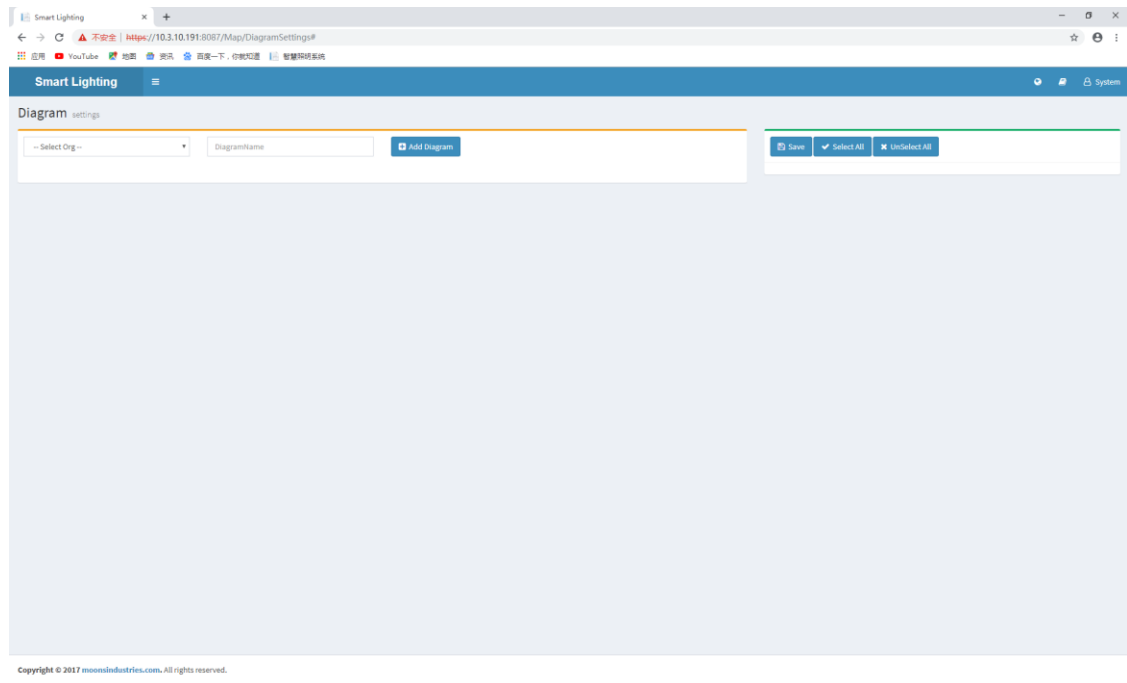 Smart Lighting
不安全 | https://10.3.10.191:8087/Map/DiagramSettings#
应用 YouTube 地图 资讯 百度一下，你就知道 智慧照明系统
Smart Lighting System
Diagram settings
-- Select Org -- DiagramName Add Diagram Save Select All UnSelect All
Copyright © 2017 moonsindustries.com. All rights reserved.